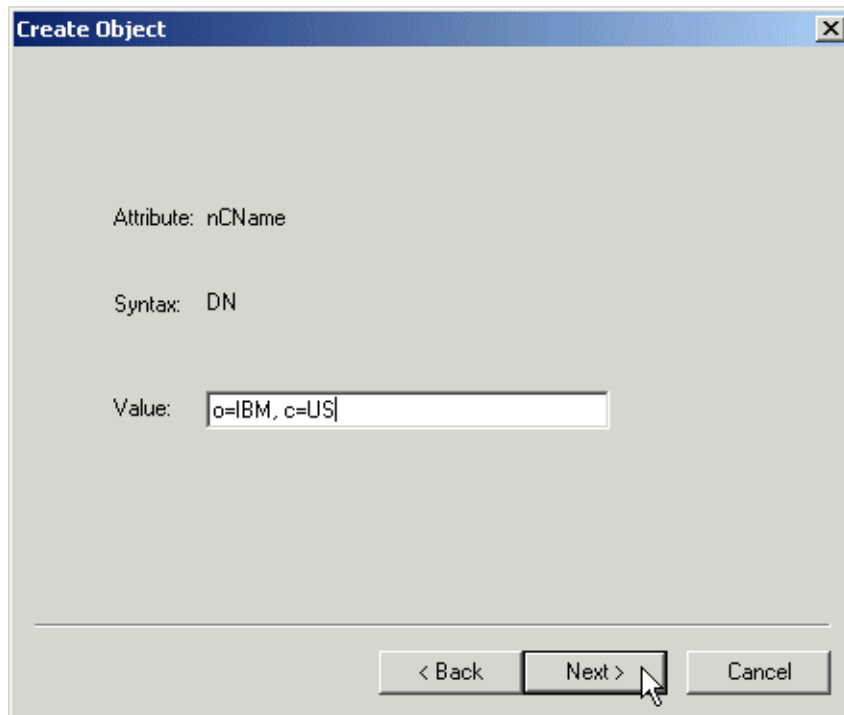 Create Object
Attribute: nCName
Syntax: DN
Value: o=IBM, c=US
< Back Next > Cancel